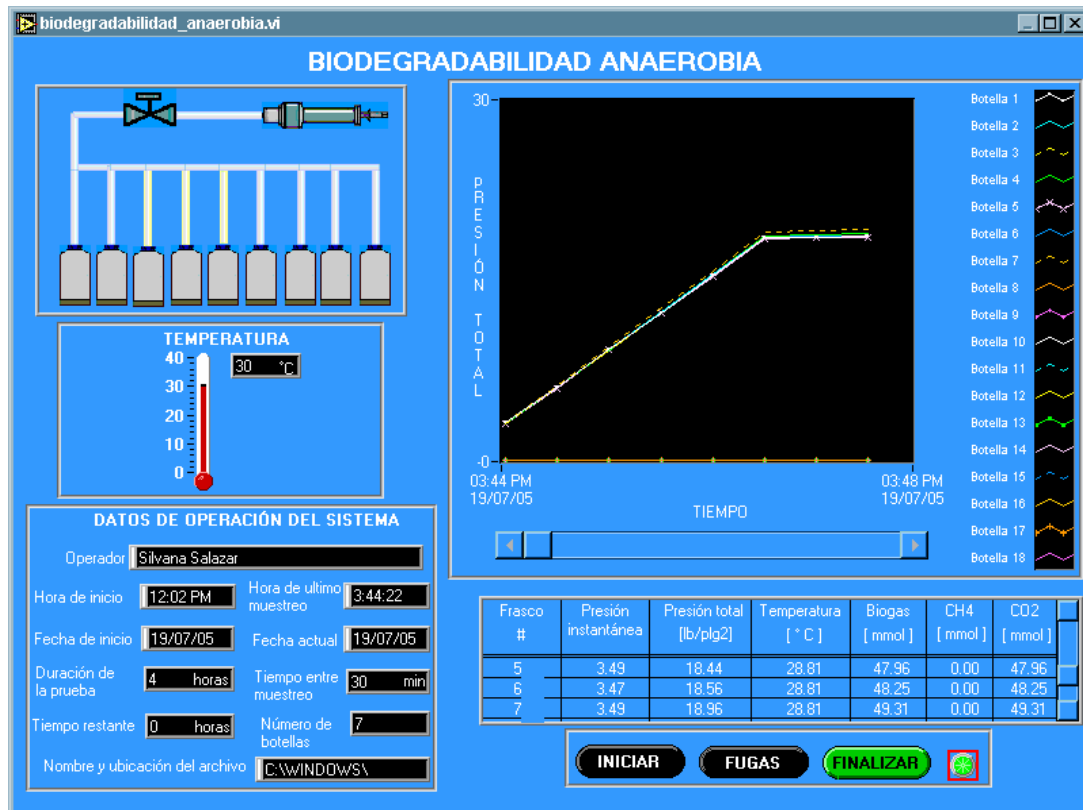 biodegradabilidad_anaerobia.vi
BIODEGRADABILIDAD ANAEROBIA
TEMPERATURA
40
30
20
10
0
30 °C
30
PRESIÓN TOTAL
-0
03:44 PM
19/07/05
03:48 PM
19/07/05
TIEMPO
Botella 1
Botella 2
Botella 3
Botella 4
Botella 5
Botella 6
Botella 7
Botella 8
Botella 9
Botella 10
Botella 11
Botella 12
Botella 13
Botella 14
Botella 15
Botella 16
Botella 17
Botella 18
DATOS DE OPERACIÓN DEL SISTEMA
Operador Silvana Salazar
Hora de inicio 12:02 PM
Hora de ultimo muestreo 3:44:22
Fecha de inicio 19/07/05
Fecha actual 19/07/05
Duración de la prueba 4 horas
Tiempo entre muestreo 30 min
Tiempo restante 0 horas
Número de botellas 7
Nombre y ubicación del archivo C:\WINDOWS\
Frasco # Presión instantánea Presión total [lb/plg2] Temperatura [ °C ] Biogas [ mmol ] CH4 [ mmol ] CO2 [ mmol ]
5 3.49 18.44 28.81 47.96 0.00 47.96
6 3.47 18.56 28.81 48.25 0.00 48.25
7 3.49 18.96 28.81 49.31 0.00 49.31
INICIAR
FUGAS
FINALIZAR